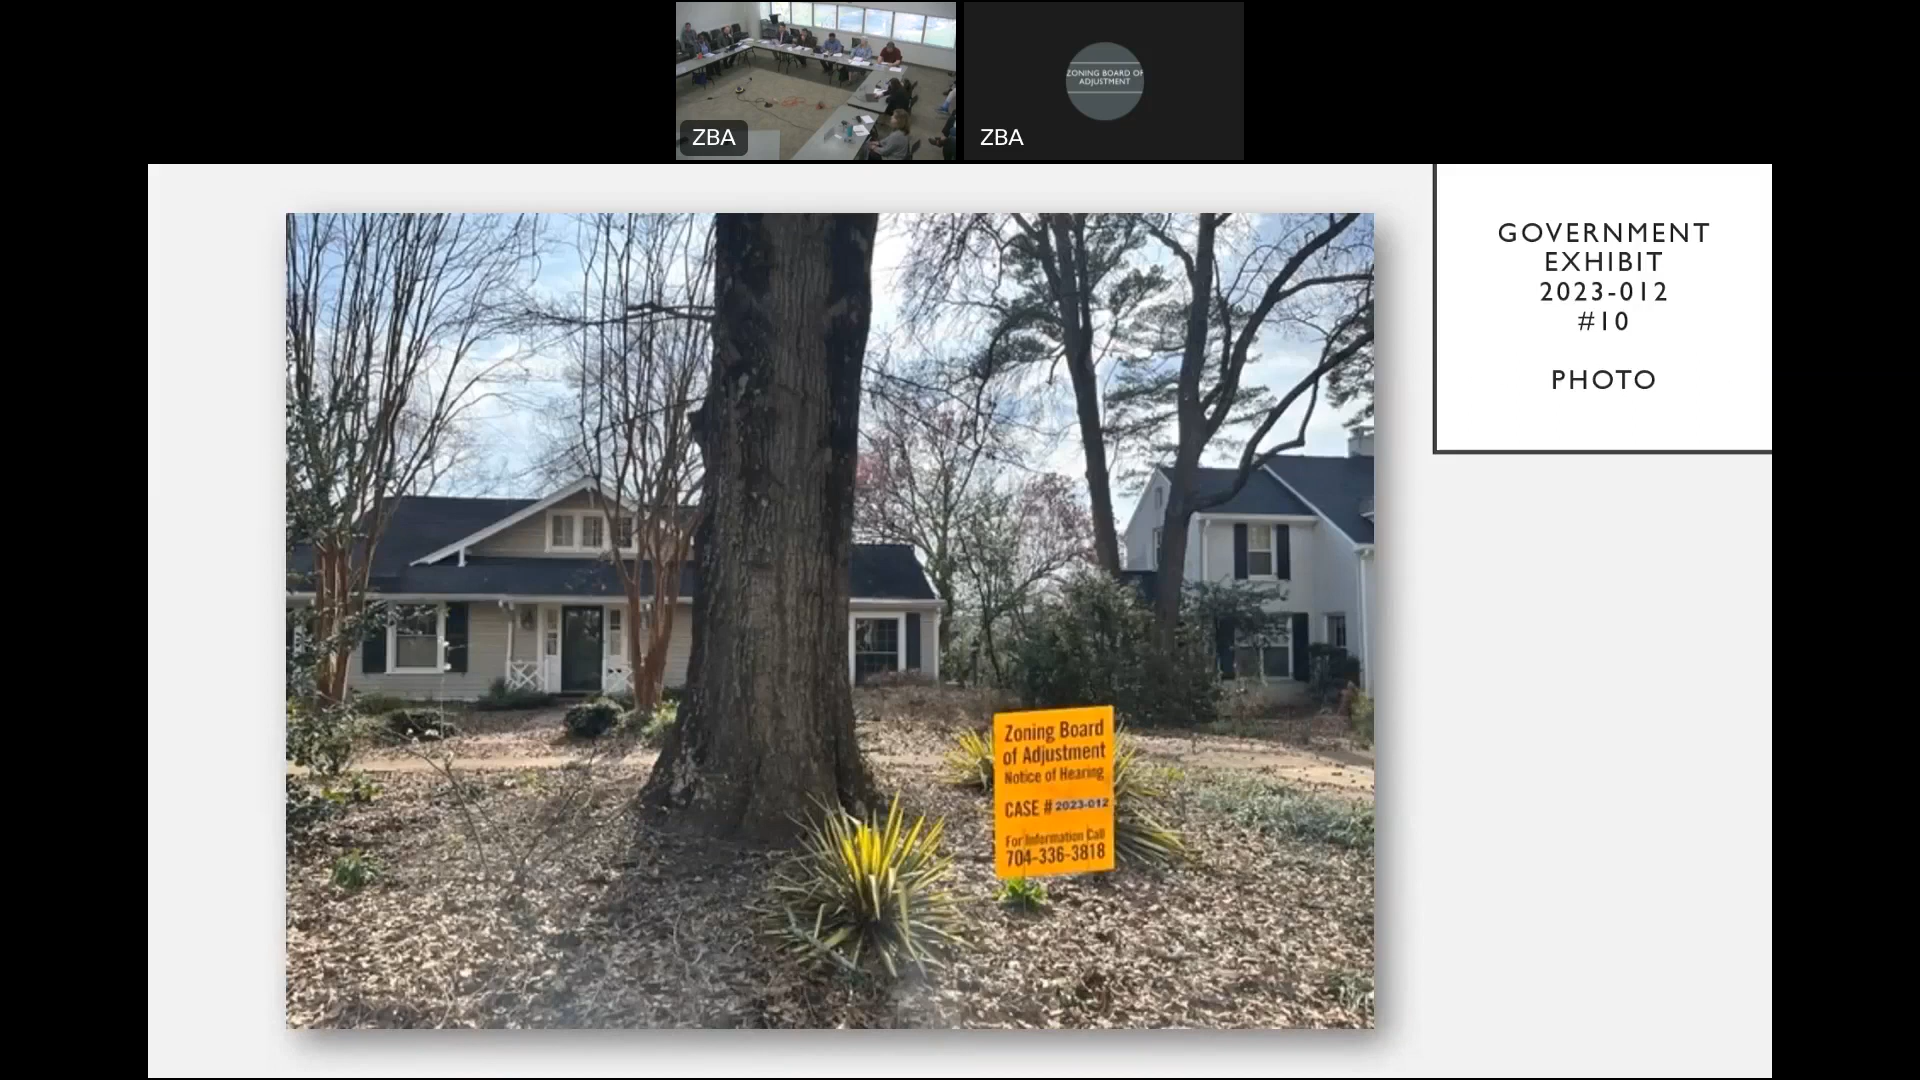 ZBA
ZONING BOARD OF
ADJUSTMENT
ZBA
GOVERNMENT
EXHIBIT
2023-012
#10
PHOTO
Zoning Board
of Adjustment
Notice of Hearing
CASE # 2023-012
For Information Call
704-336-3818